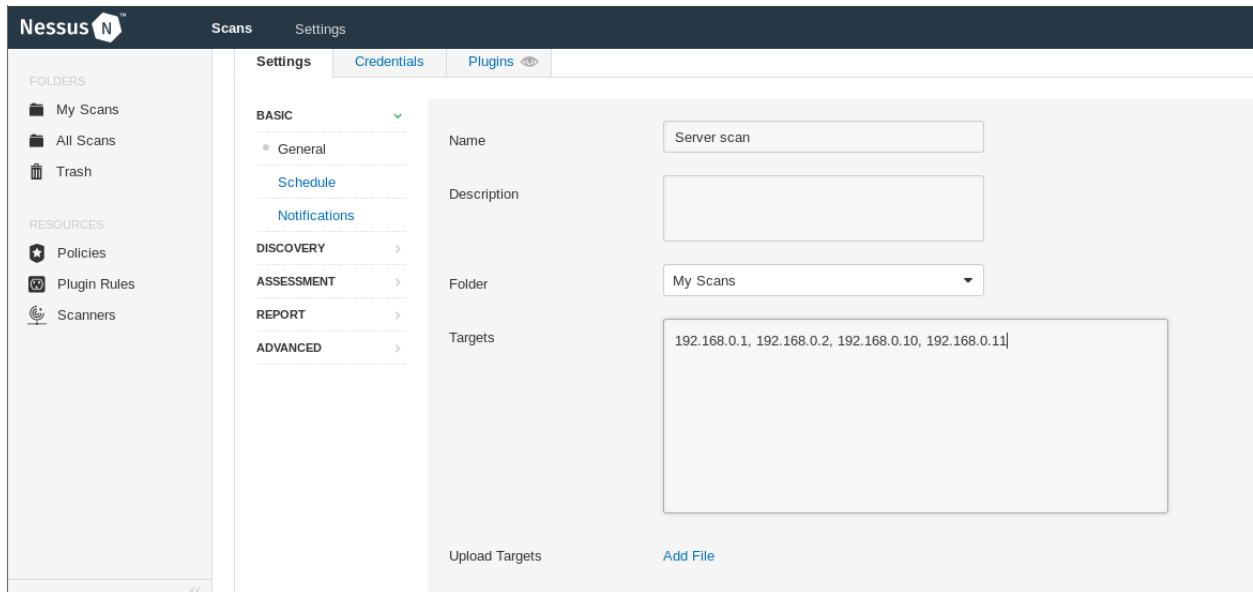 Nessus N ™
Scans Settings
FOLDERS
My Scans
All Scans
Trash
RESOURCES
Policies
Plugin Rules
Scanners
Settings Credentials Plugins
BASIC
General
Schedule
Notifications
DISCOVERY
ASSESSMENT
REPORT
ADVANCED
Name Server scan
Description
Folder My Scans
Targets 192.168.0.1, 192.168.0.2, 192.168.0.10, 192.168.0.11
Upload Targets Add File